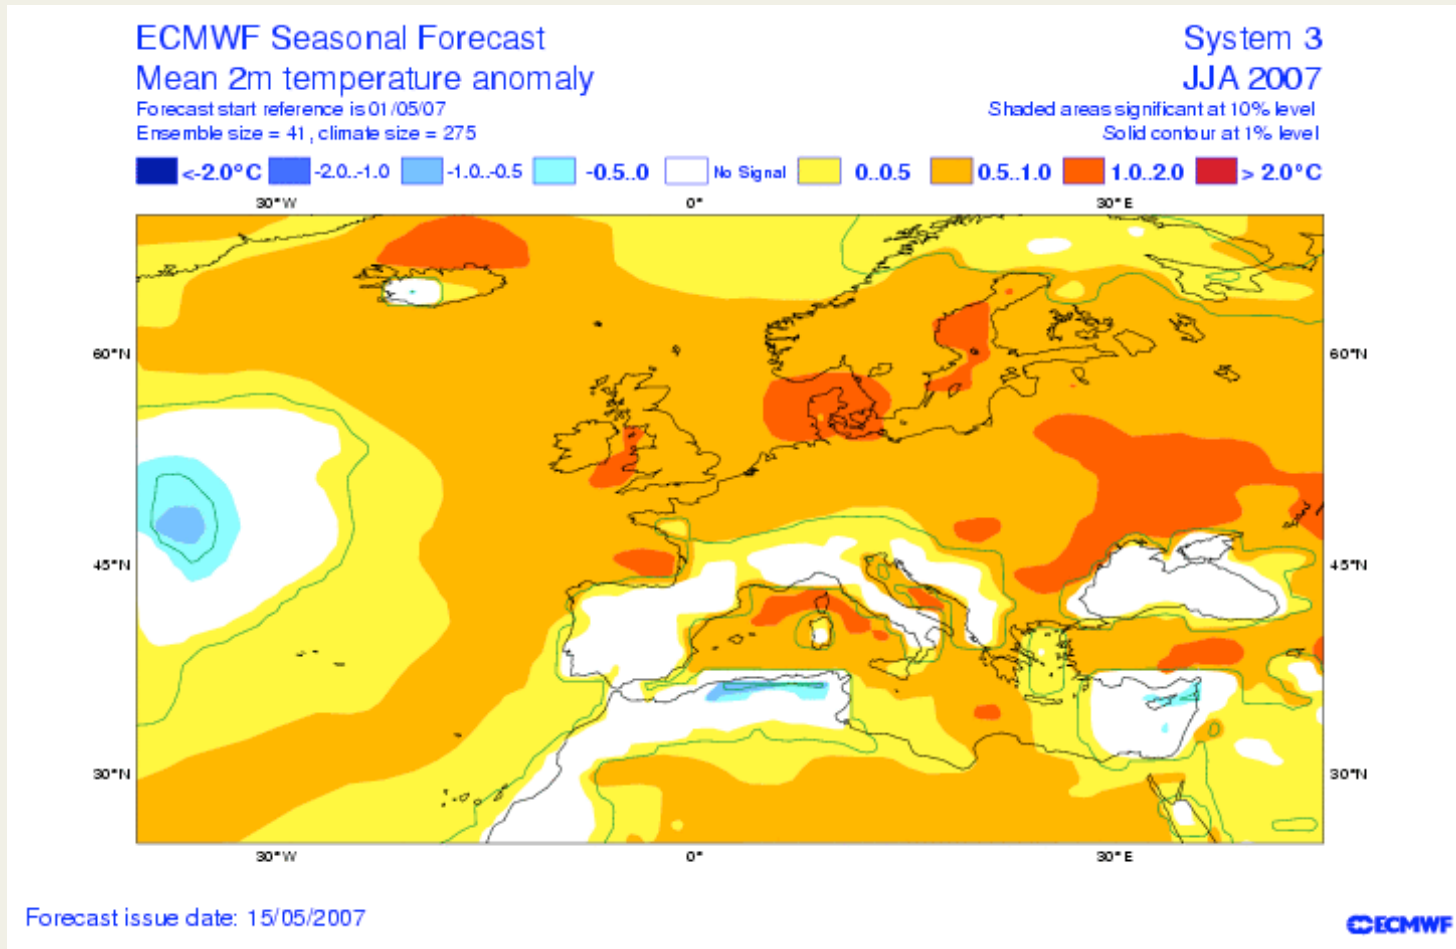 ECMWF Seasonal Forecast
System 3
Mean 2m temperature anomaly
JJA 2007
Forecast start reference is 01/05/07
Shaded areas significant at 10% level
Ensemble size = 41, climate size = 275
Solid contour at 1% level
<-2.0°C -2.0..-1.0 -1.0..-0.5 -0.5..0 No Signal 0..0.5 0.5..1.0 1.0..2.0 > 2.0°C
30°W 0° 30°E
60°N 60°N
45°N 45°N
30°N 30°N
30°W 0° 30°E
Forecast issue date: 15/05/2007
ECMWF